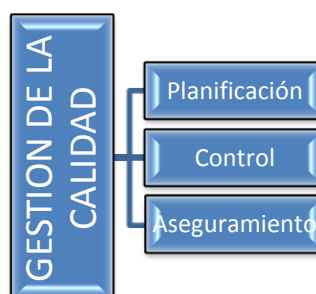 GESTION DE LA
CALIDAD
Planificación
Control
Aseguramiento